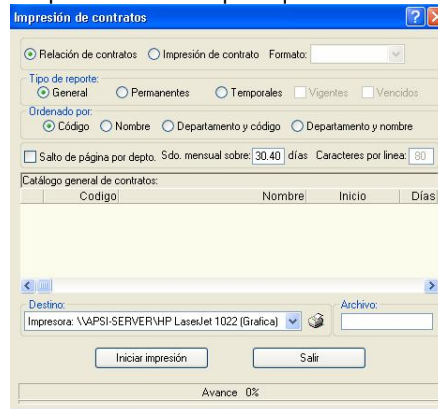 Impresión de contratos
Relación de contratos Impresión de contrato Formato:
Tipo de reporte:
General Permanentes Temporales Vigentes Vencidos
Ordenado por:
Código Nombre Departamento y código Departamento y nombre
Salto de página por depto. Sdo. mensual sobre: 30.40 días Caracteres por linea: 80
Catálogo general de contratos:
Codigo Nombre Inicio Días
Destino: Archivo:
Impresora: \\APSI-SERVER\HP LaserJet 1022 (Grafica)
Iniciar impresión Salir
Avance 0%